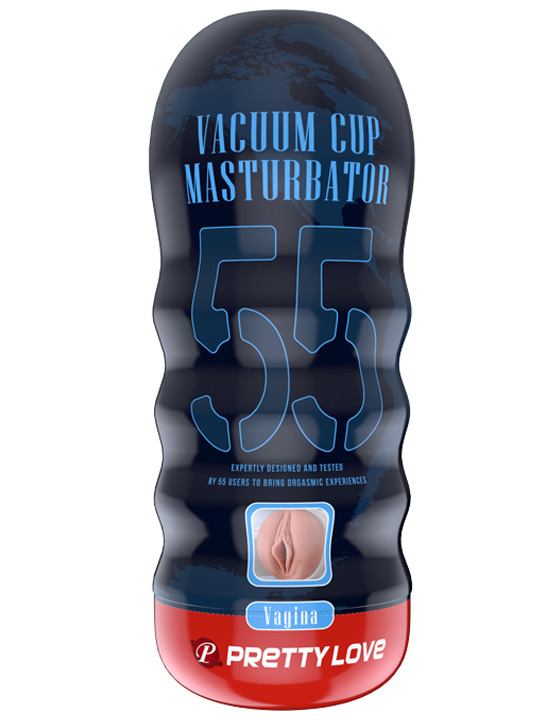 VACUUM CUP
MASTURBATOR
55
EXPERTLY DESIGNED AND TESTED
BY 55 USERS TO BRING ORGASMIC EXPERIENCES
Vagina
P PRETTY LOVE